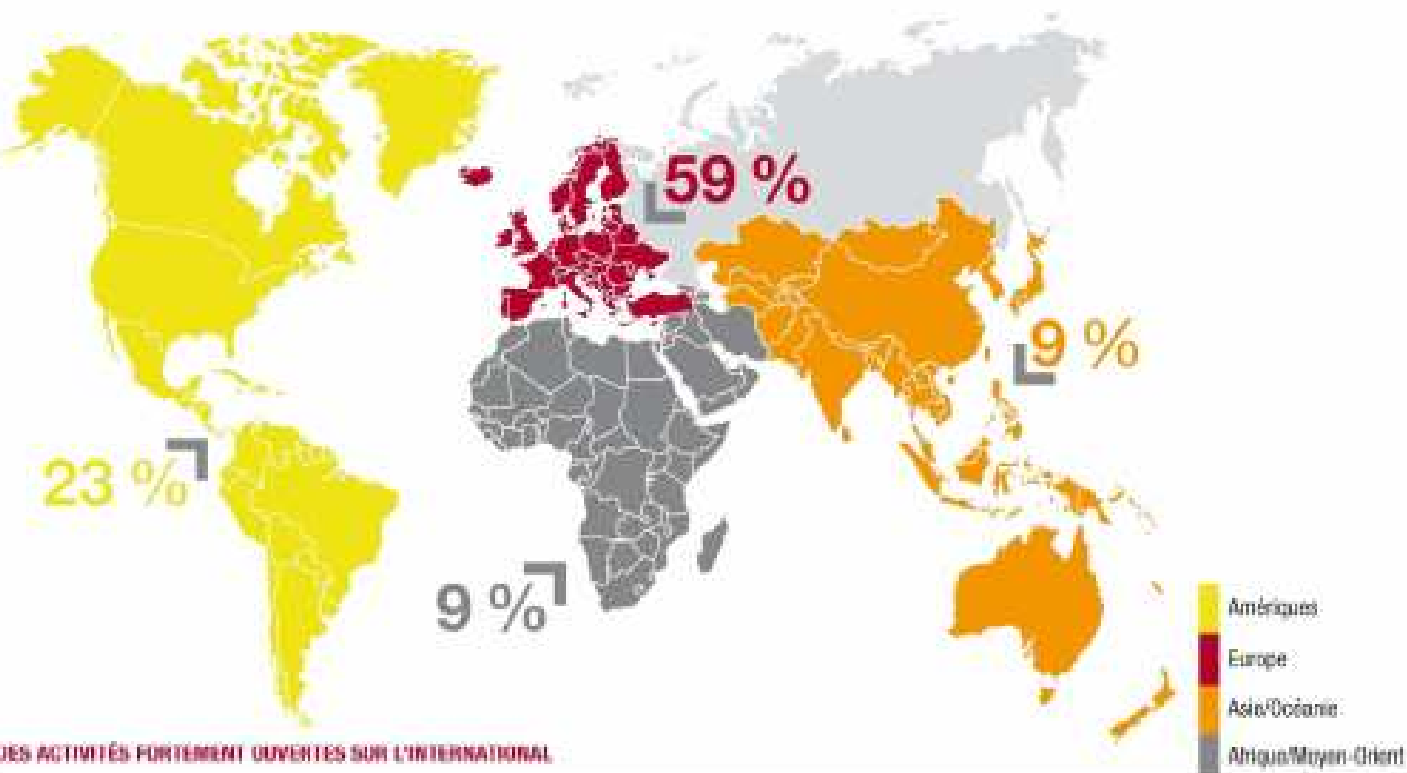 59 %
9 %
23 %
9 %
Amériques
Europe
Asie/Océanie
Afrique/Moyen-Orient
DES ACTIVITÉS FORTEMENT OUVERTES SUR L'INTERNATIONAL